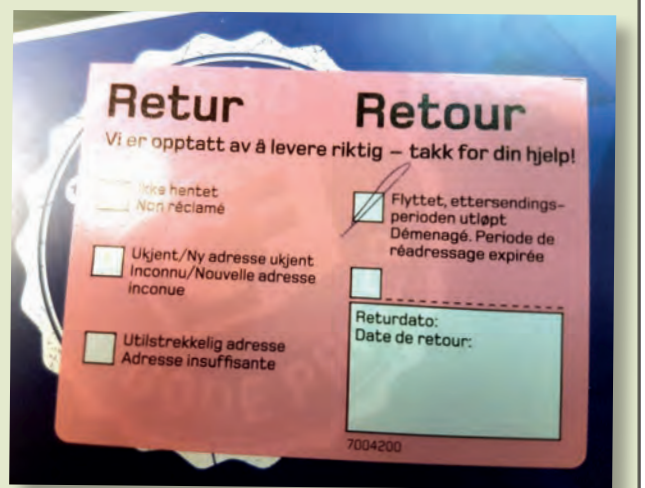 Retur
Retour
Vi er opptatt av å levere riktig – takk for din hjelp!
Ikke hentet
Non réclamé
Ukjent/Ny adresse ukjent
Inconnu/Nouvelle adresse
inconue
Utilstrekkelig adresse
Adresse insuffisante
Flyttet, ettersendings-
perioden utløpt
Démenagé. Periode de
réadressage expirée
Returdato:
Date de retour:
7004200